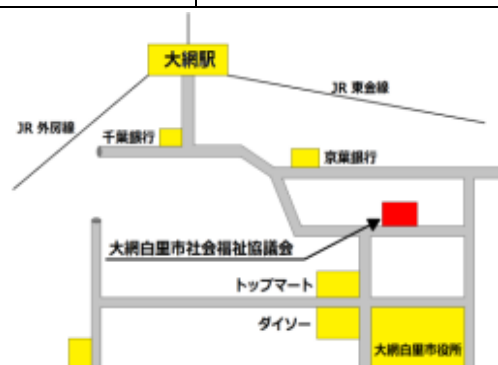 大網駅
JR 東金線
JR 外房線
千葉銀行
京葉銀行
大網白里市社会福祉協議会
トップマート
ダイソー
大網白里市役所